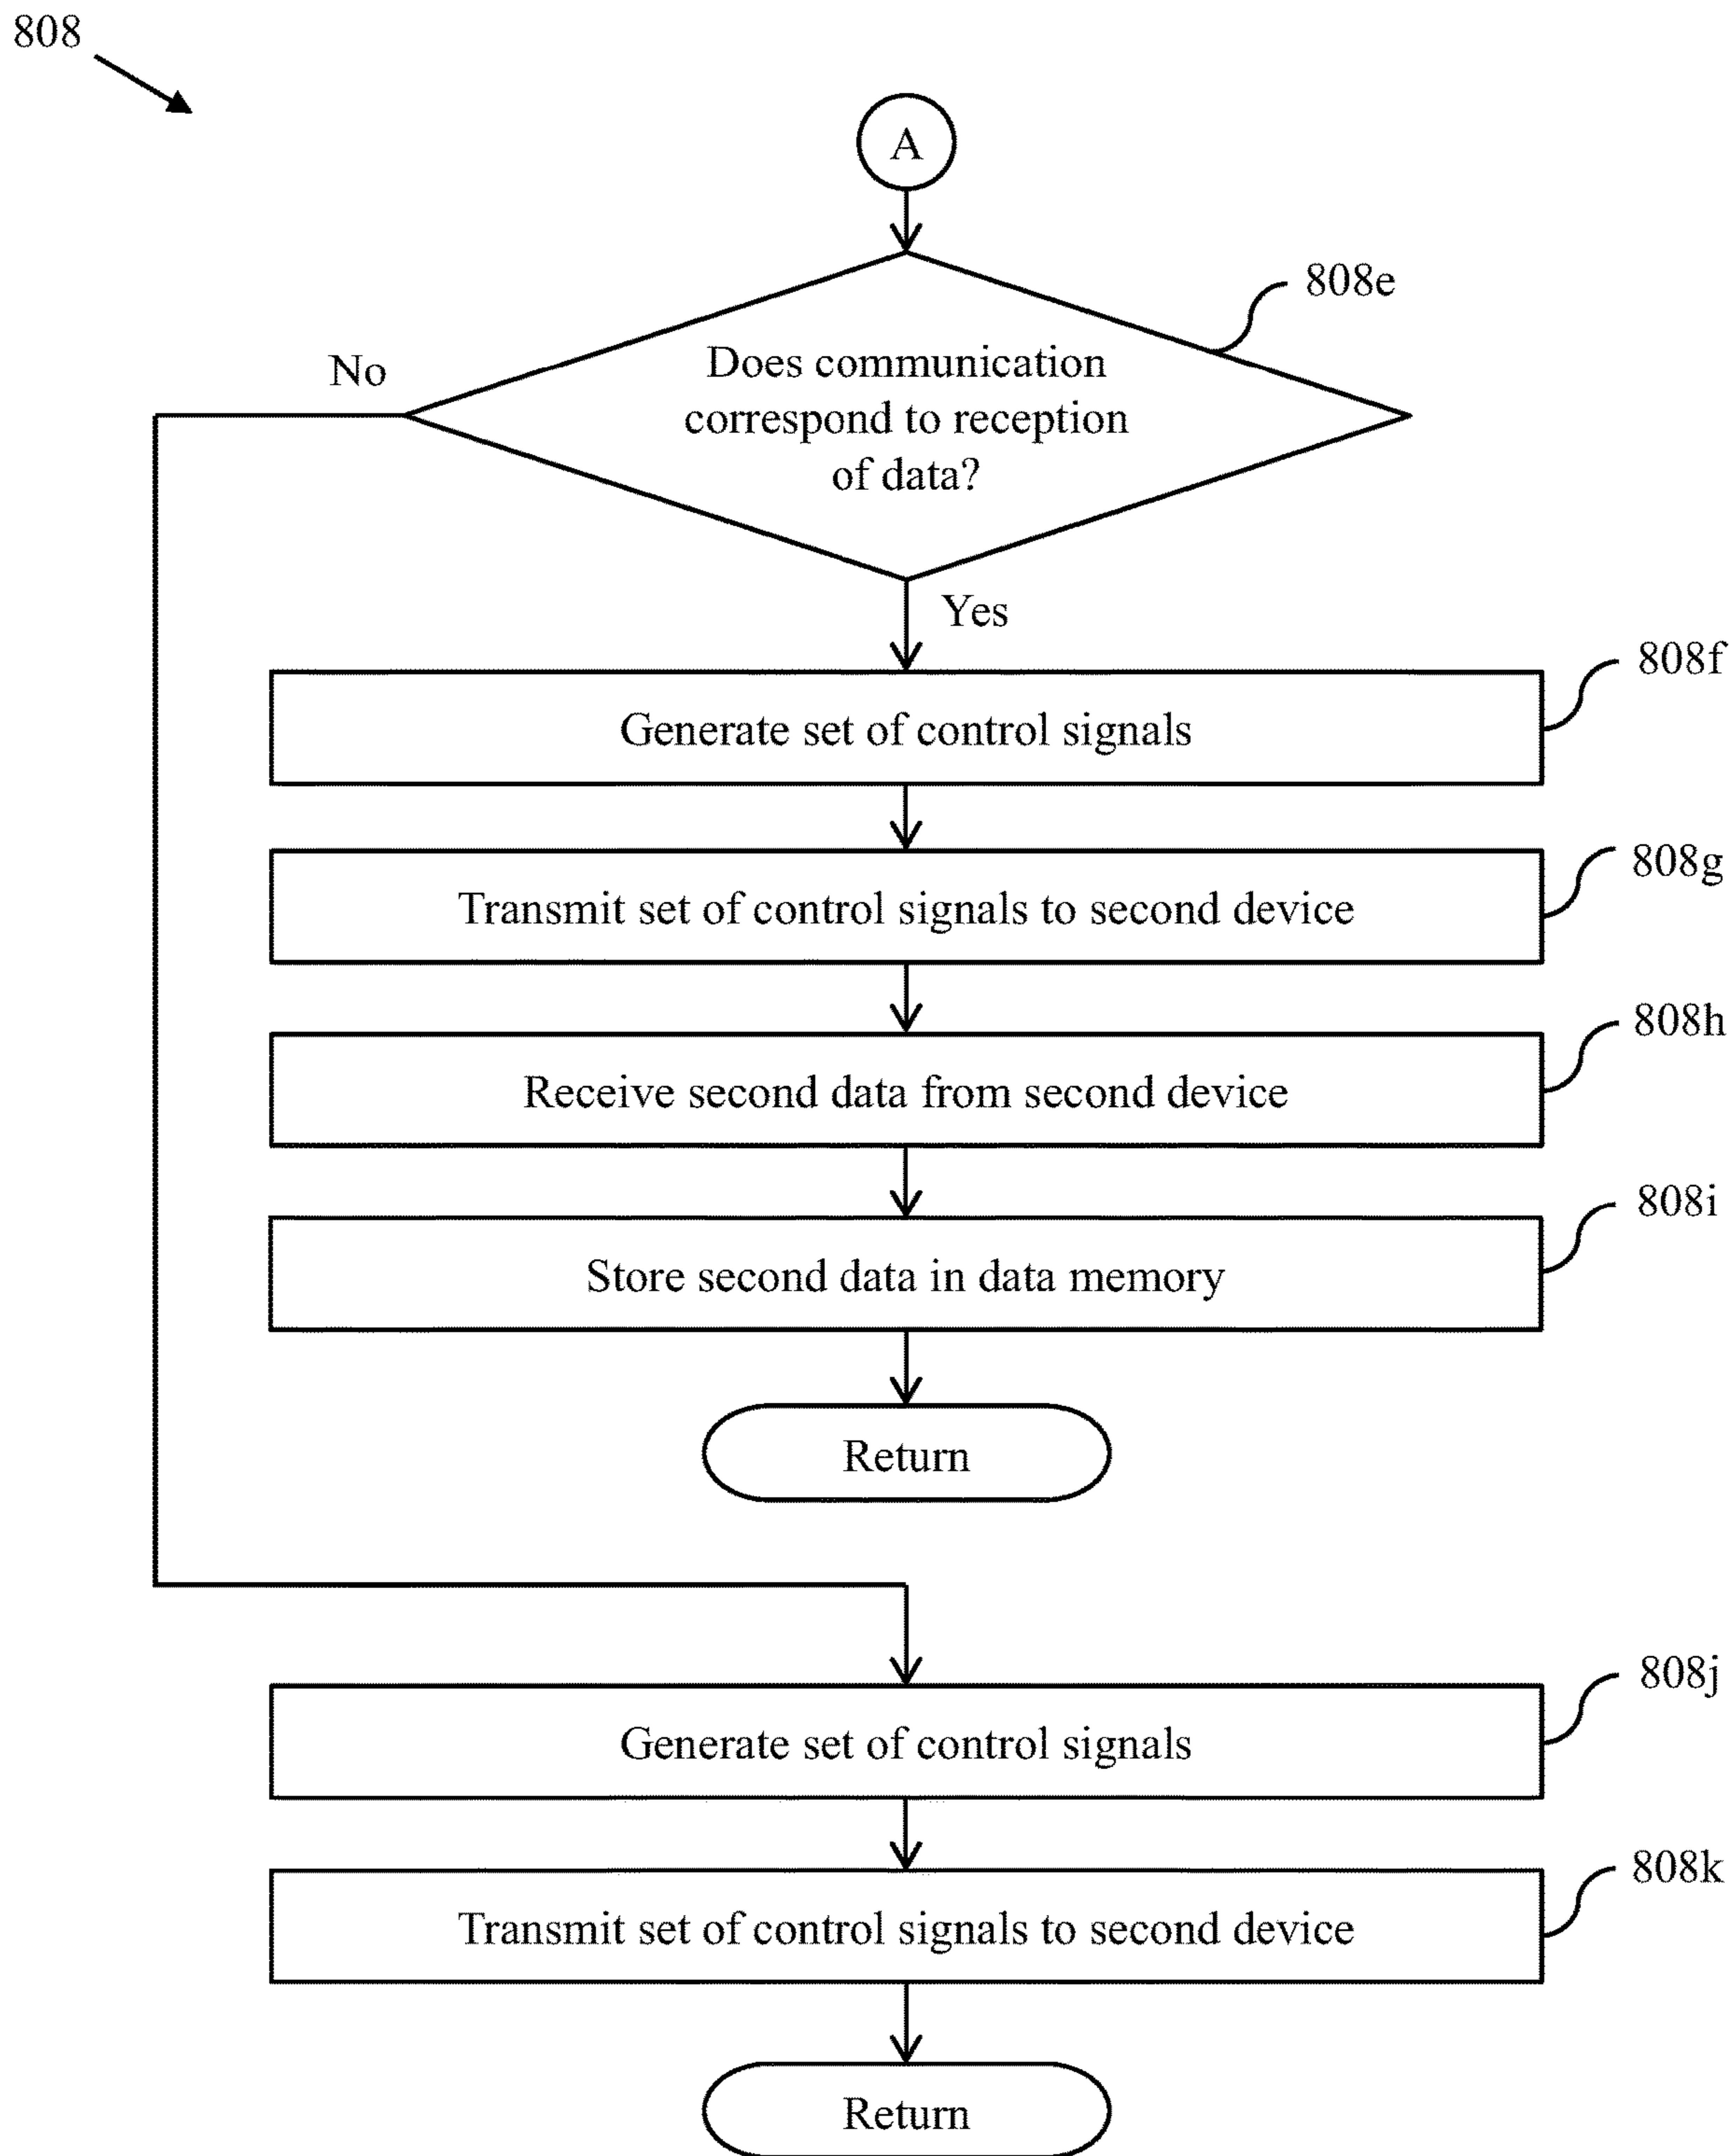 808
A
808e
No
Does communication
correspond to reception
of data?
Yes
808f
Generate set of control signals
808g
Transmit set of control signals to second device
808h
Receive second data from second device
808i
Store second data in data memory
Return
808j
Generate set of control signals
808k
Transmit set of control signals to second device
Return